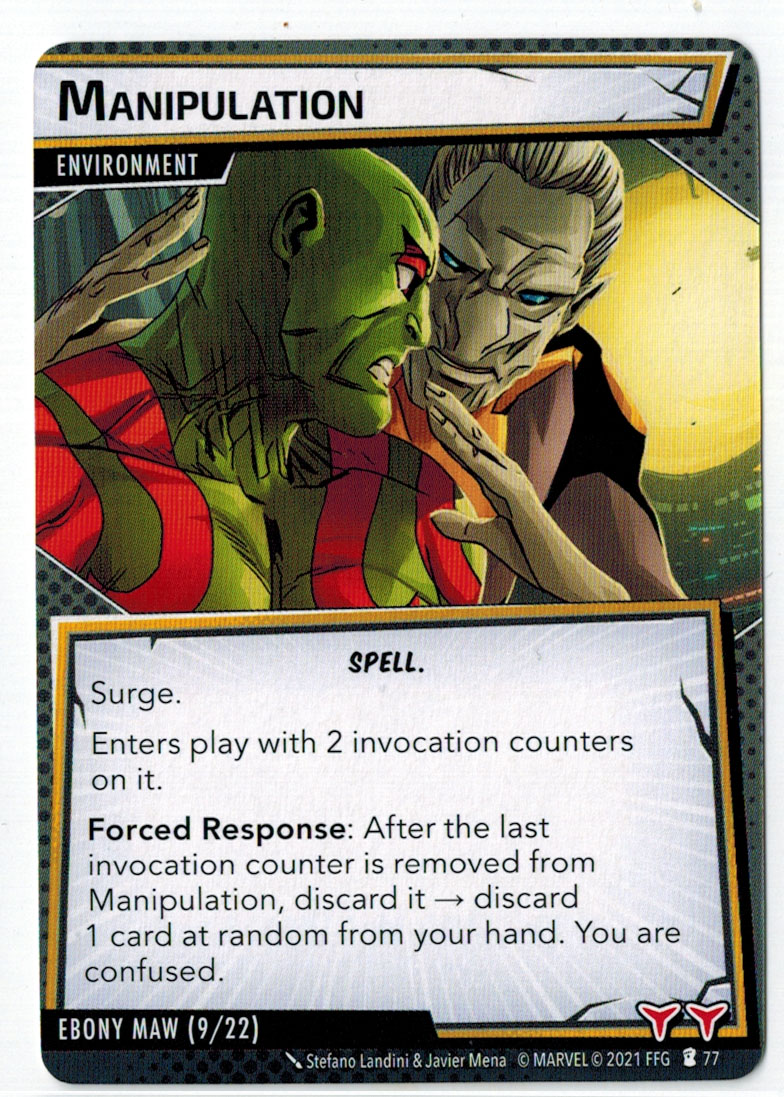 MANIPULATION
ENVIRONMENT
SPELL.
Surge.
Enters play with 2 invocation counters
on it.
Forced Response: After the last
invocation counter is removed from
Manipulation, discard it → discard
1 card at random from your hand. You are
confused.
EBONY MAW (9/22)
Stefano Landini & Javier Mena © MARVEL © 2021 FFG 77